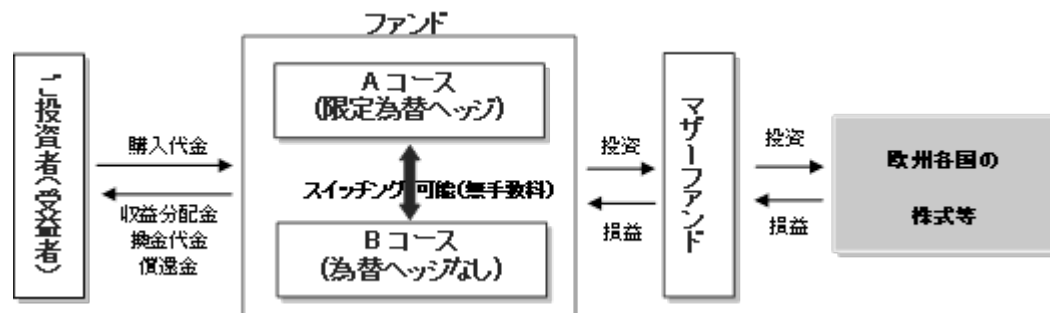 ファンド
ご投資者(受益者)
購入代金
収益分配金
換金代金
償還金
Aコース
(限定為替ヘッジ)
スイッチング可能(無手数料)
Bコース
(為替ヘッジなし)
投資
損益
マザーファンド
投資
損益
欧州各国の
株式等